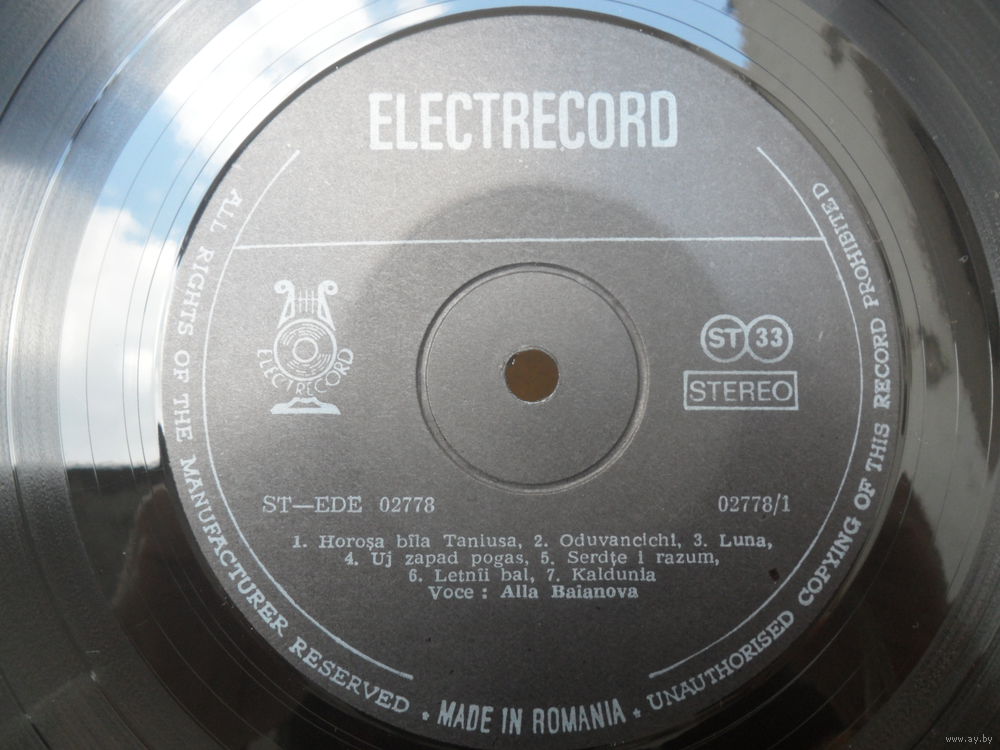 ELECTRECORD
ALL RIGHTS OF THE MANUFACTURER RESERVED
UNAUTHORISED COPYING OF THIS RECORD PROHIBITED
ELECTRECORD
ST 33
STEREO
ST—EDE 02778
02778/1
1. Horoşa bîla Taniusa, 2. Oduvancichi, 3. Luna,
4. Uj zapad pogas, 5. Serdţe i razum,
6. Letnîi bal, 7. Kaldunia
Voce : Alla Baianova
* MADE IN ROMANIA *
www.ay.by